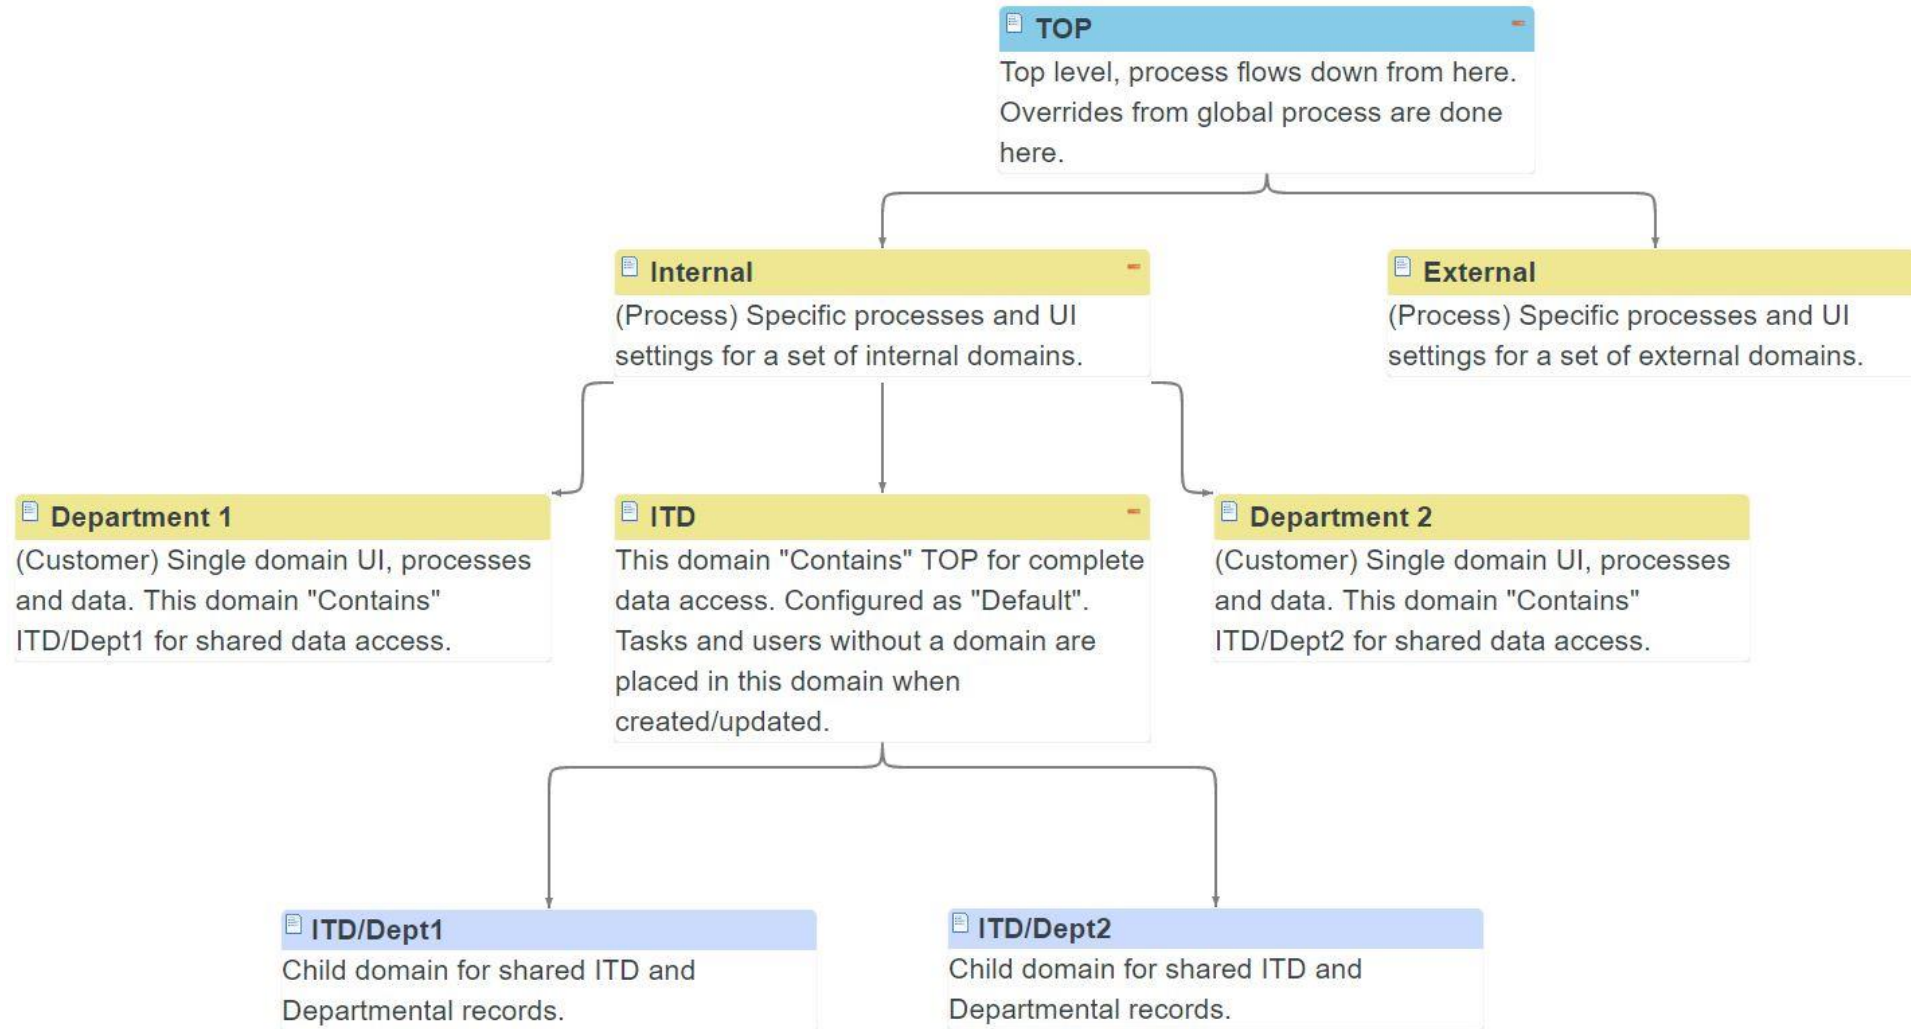 TOP
Top level, process flows down from here.
Overrides from global process are done
here.
Internal
(Process) Specific processes and UI
settings for a set of internal domains.
External
(Process) Specific processes and UI
settings for a set of external domains.
Department 1
(Customer) Single domain UI, processes
and data. This domain "Contains"
ITD/Dept1 for shared data access.
ITD
This domain "Contains" TOP for complete
data access. Configured as "Default".
Tasks and users without a domain are
placed in this domain when
created/updated.
Department 2
(Customer) Single domain UI, processes
and data. This domain "Contains"
ITD/Dept2 for shared data access.
ITD/Dept1
Child domain for shared ITD and
Departmental records.
ITD/Dept2
Child domain for shared ITD and
Departmental records.